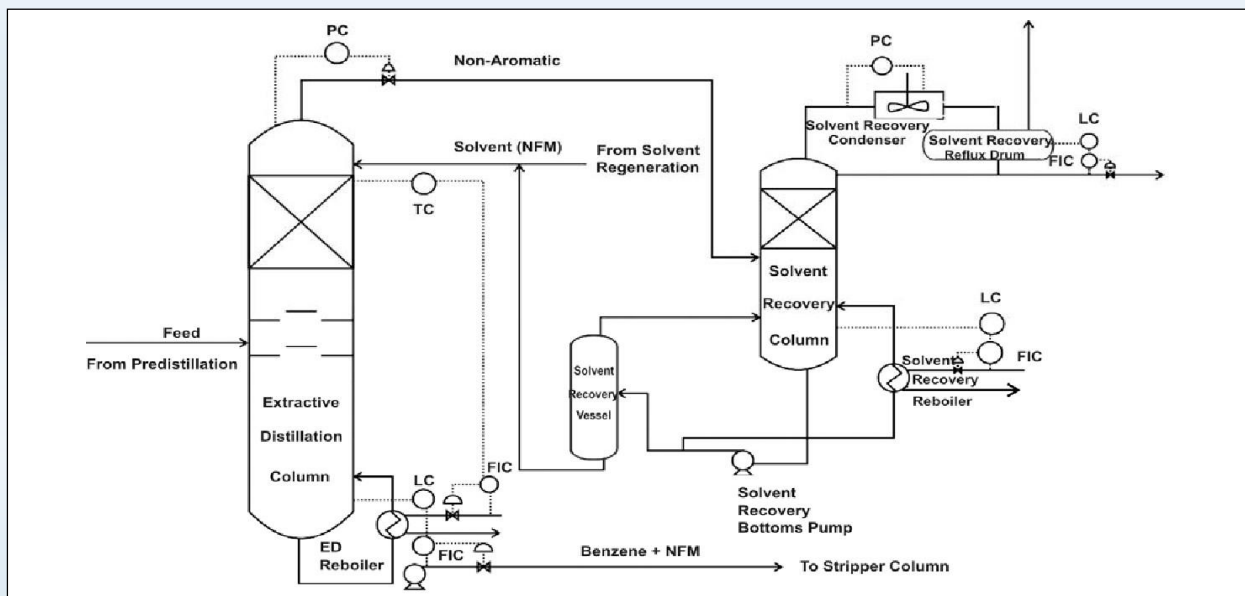 PC
Non-Aromatic
PC
LC
Solvent Recovery
Condenser
Solvent Recovery
Reflux Drum
FIC
Solvent (NFM)
From Solvent
Regeneration
TC
Feed
From Predistillation
Solvent
Recovery
Column
LC
FIC
Solvent
Recovery
Reboiler
Solvent
Recovery
Vessel
Extractive
Distillation
Column
LC
FIC
Solvent
Recovery
Bottoms Pump
ED
Reboiler
FIC
Benzene + NFM
To Stripper Column